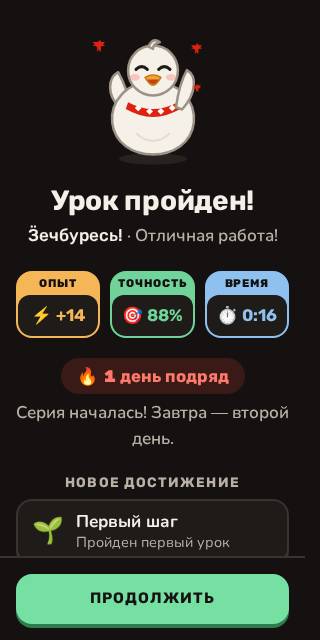 Урок пройден!
Ӟечбуресь! · Отличная работа!
ОПЫТ
ТОЧНОСТЬ
ВРЕМЯ
⚡ +14
🎯 88%
⏱️ 0:16
🔥 1 день подряд
Серия началась! Завтра — второй
день.
НОВОЕ ДОСТИЖЕНИЕ
🌱 Первый шаг
Пройден первый урок
ПРОДОЛЖИТЬ